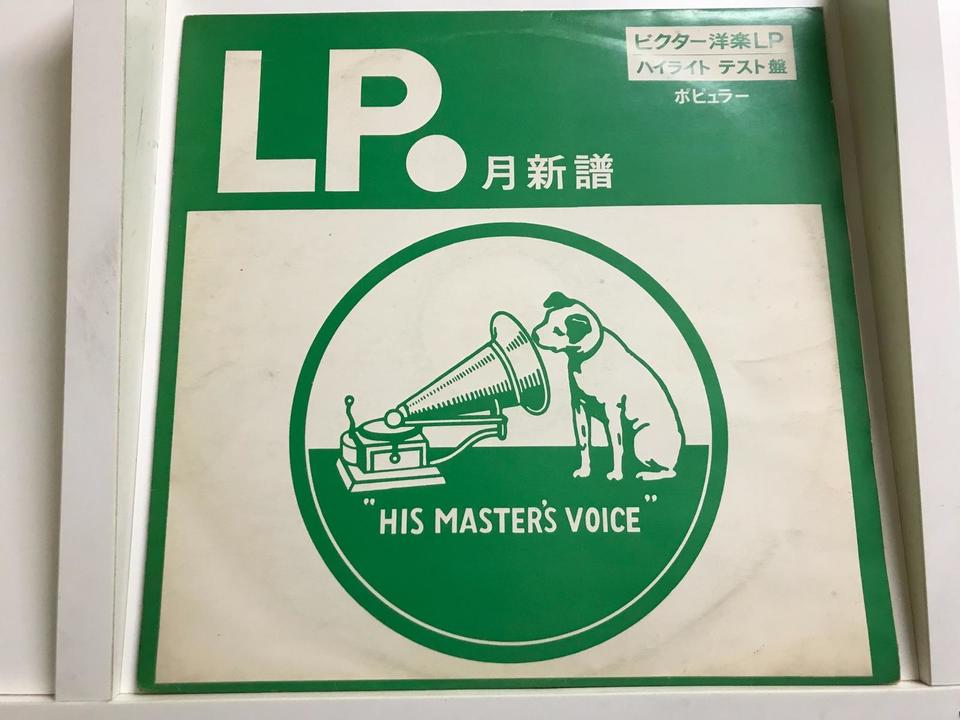 LP.
月新譜
ビクター洋楽LP
ハイライト テスト盤
ポピュラー
"HIS MASTER'S VOICE"